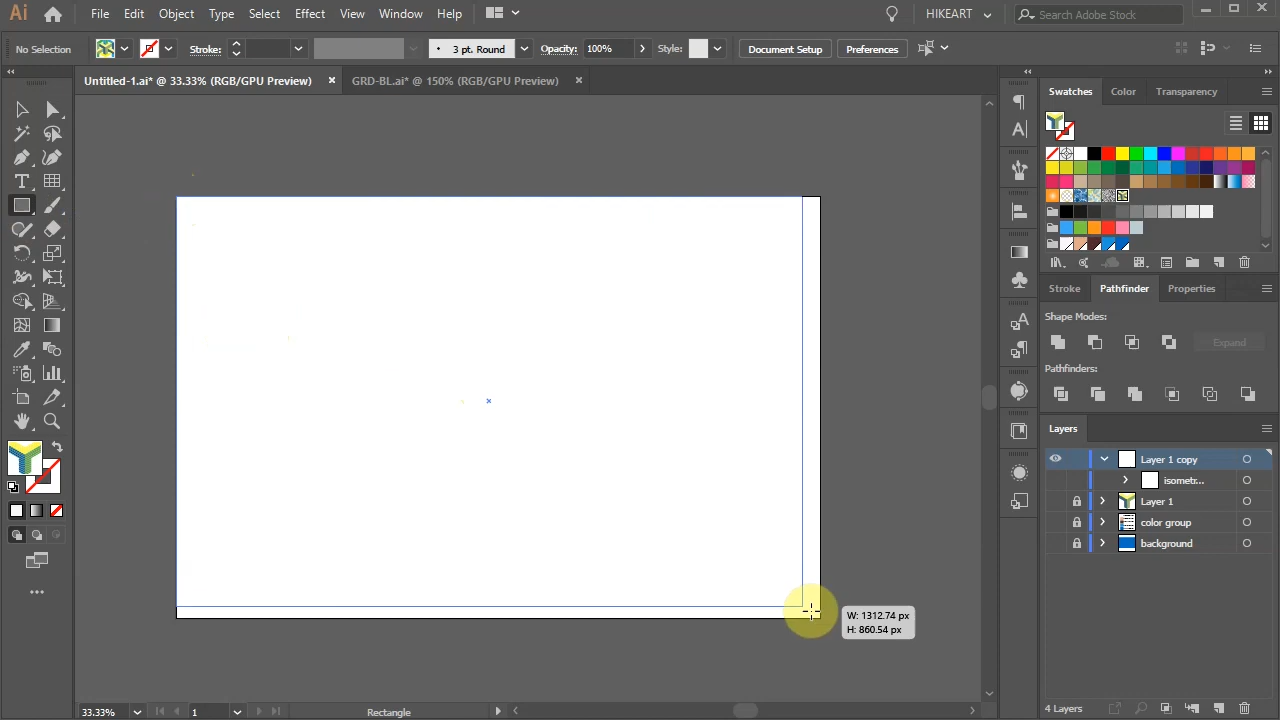 Ai File Edit Object Type Select Effect View Window Help HIKEART Search Adobe Stock
No Selection Stroke: 3 pt. Round Opacity: 100% Style: Document Setup Preferences
Untitled-1.ai* @ 33.33% (RGB/GPU Preview) GRD-BL.ai* @ 150% (RGB/GPU Preview)
Swatches Color Transparency
Stroke Pathfinder Properties
Shape Modes:
Expand
Pathfinders:
Layers
Layer 1 copy
isometr...
Layer 1
color group
background
W: 1312.74 px
H: 860.54 px
33.33% 1 Rectangle
4 Layers